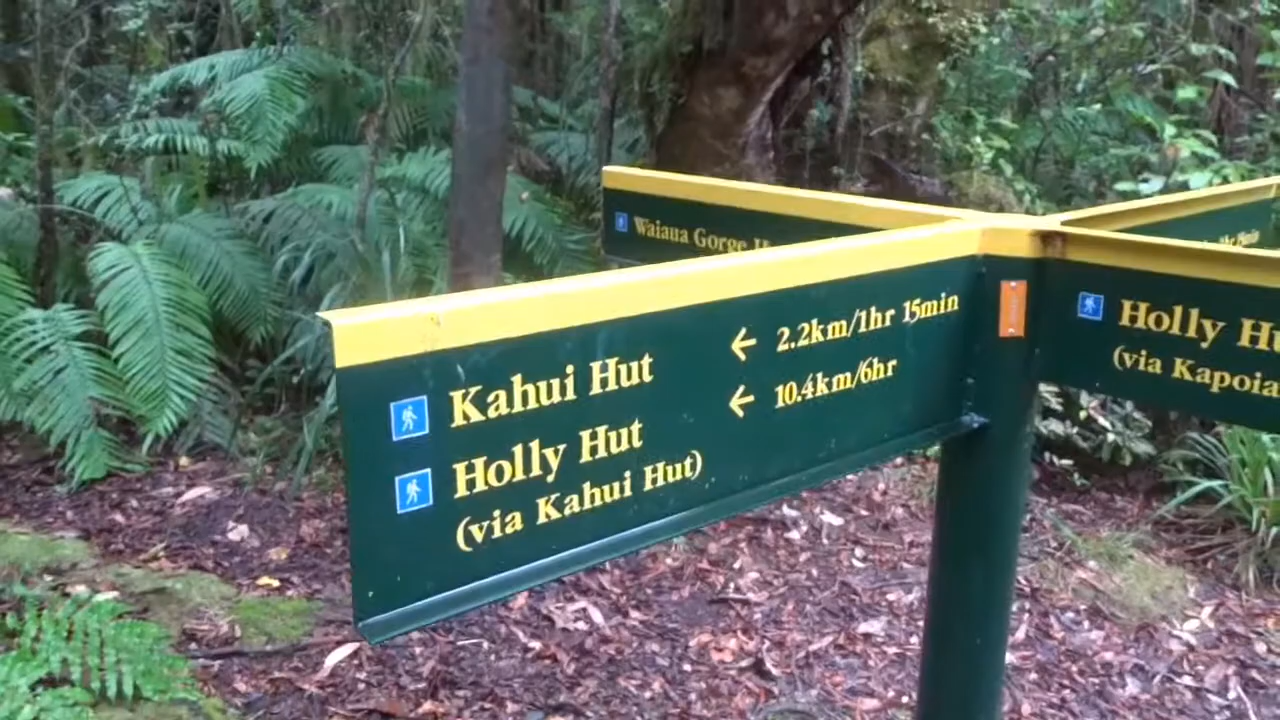 Waiaua Gorge
Kahui Hut ← 2.2km/1hr 15min
Holly Hut ← 10.4km/6hr
(via Kahui Hut)
Holly
(via Kapoia